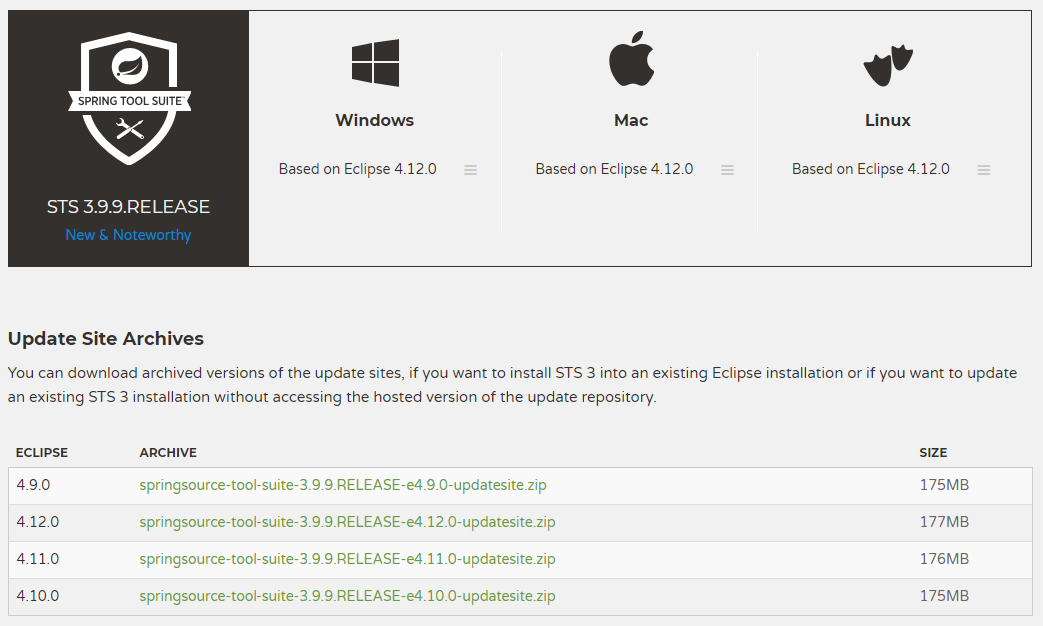 SPRING TOOL SUITE
STS 3.9.9.RELEASE
New & Noteworthy
Windows
Based on Eclipse 4.12.0
Mac
Based on Eclipse 4.12.0
Linux
Based on Eclipse 4.12.0
Update Site Archives
You can download archived versions of the update sites, if you want to install STS 3 into an existing Eclipse installation or if you want to update
an existing STS 3 installation without accessing the hosted version of the update repository.
ECLIPSE ARCHIVE SIZE
4.9.0 springsource-tool-suite-3.9.9.RELEASE-e4.9.0-updatesite.zip 175MB
4.12.0 springsource-tool-suite-3.9.9.RELEASE-e4.12.0-updatesite.zip 177MB
4.11.0 springsource-tool-suite-3.9.9.RELEASE-e4.11.0-updatesite.zip 176MB
4.10.0 springsource-tool-suite-3.9.9.RELEASE-e4.10.0-updatesite.zip 175MB